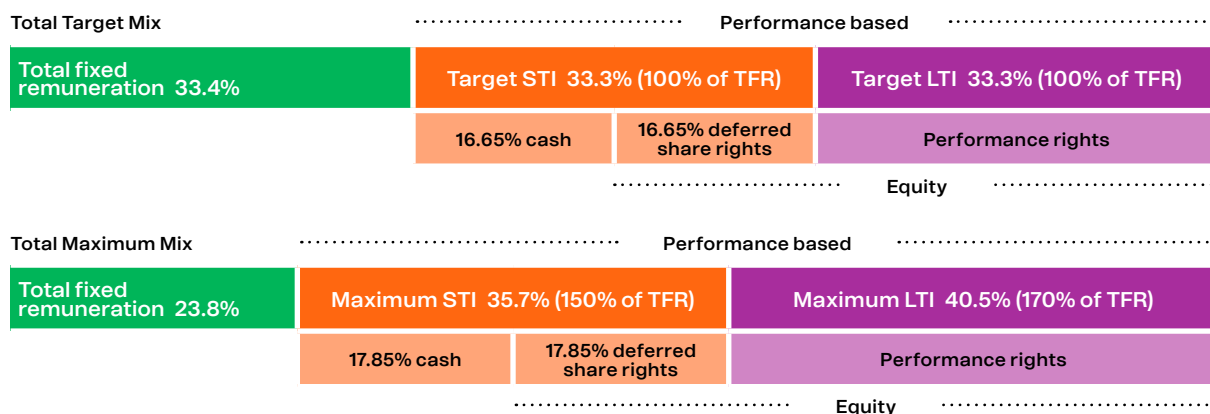 Total Target Mix
Performance based
Total fixed
remuneration 33.4%
Target STI 33.3% (100% of TFR)
Target LTI 33.3% (100% of TFR)
16.65% cash
16.65% deferred
share rights
Performance rights
Equity
Total Maximum Mix
Performance based
Total fixed
remuneration 23.8%
Maximum STI 35.7% (150% of TFR)
Maximum LTI 40.5% (170% of TFR)
17.85% cash
17.85% deferred
share rights
Performance rights
Equity